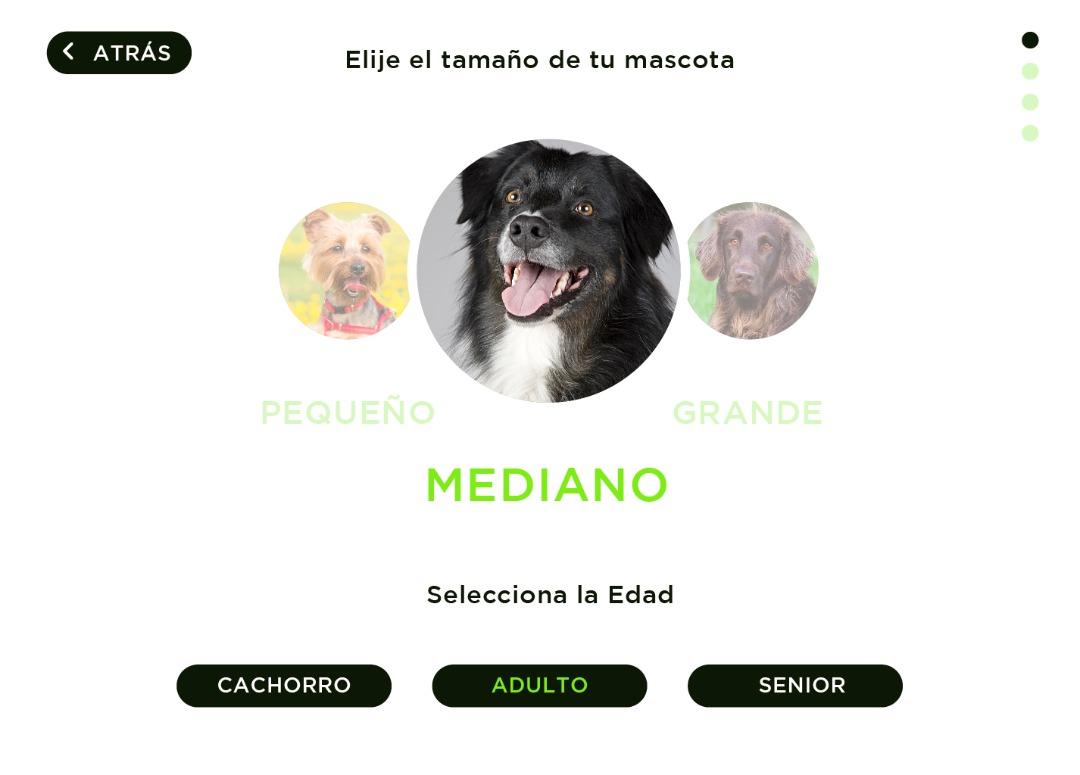 ATRÁS
Elije el tamaño de tu mascota
PEQUEÑO
GRANDE
MEDIANO
Selecciona la Edad
CACHORRO
ADULTO
SENIOR